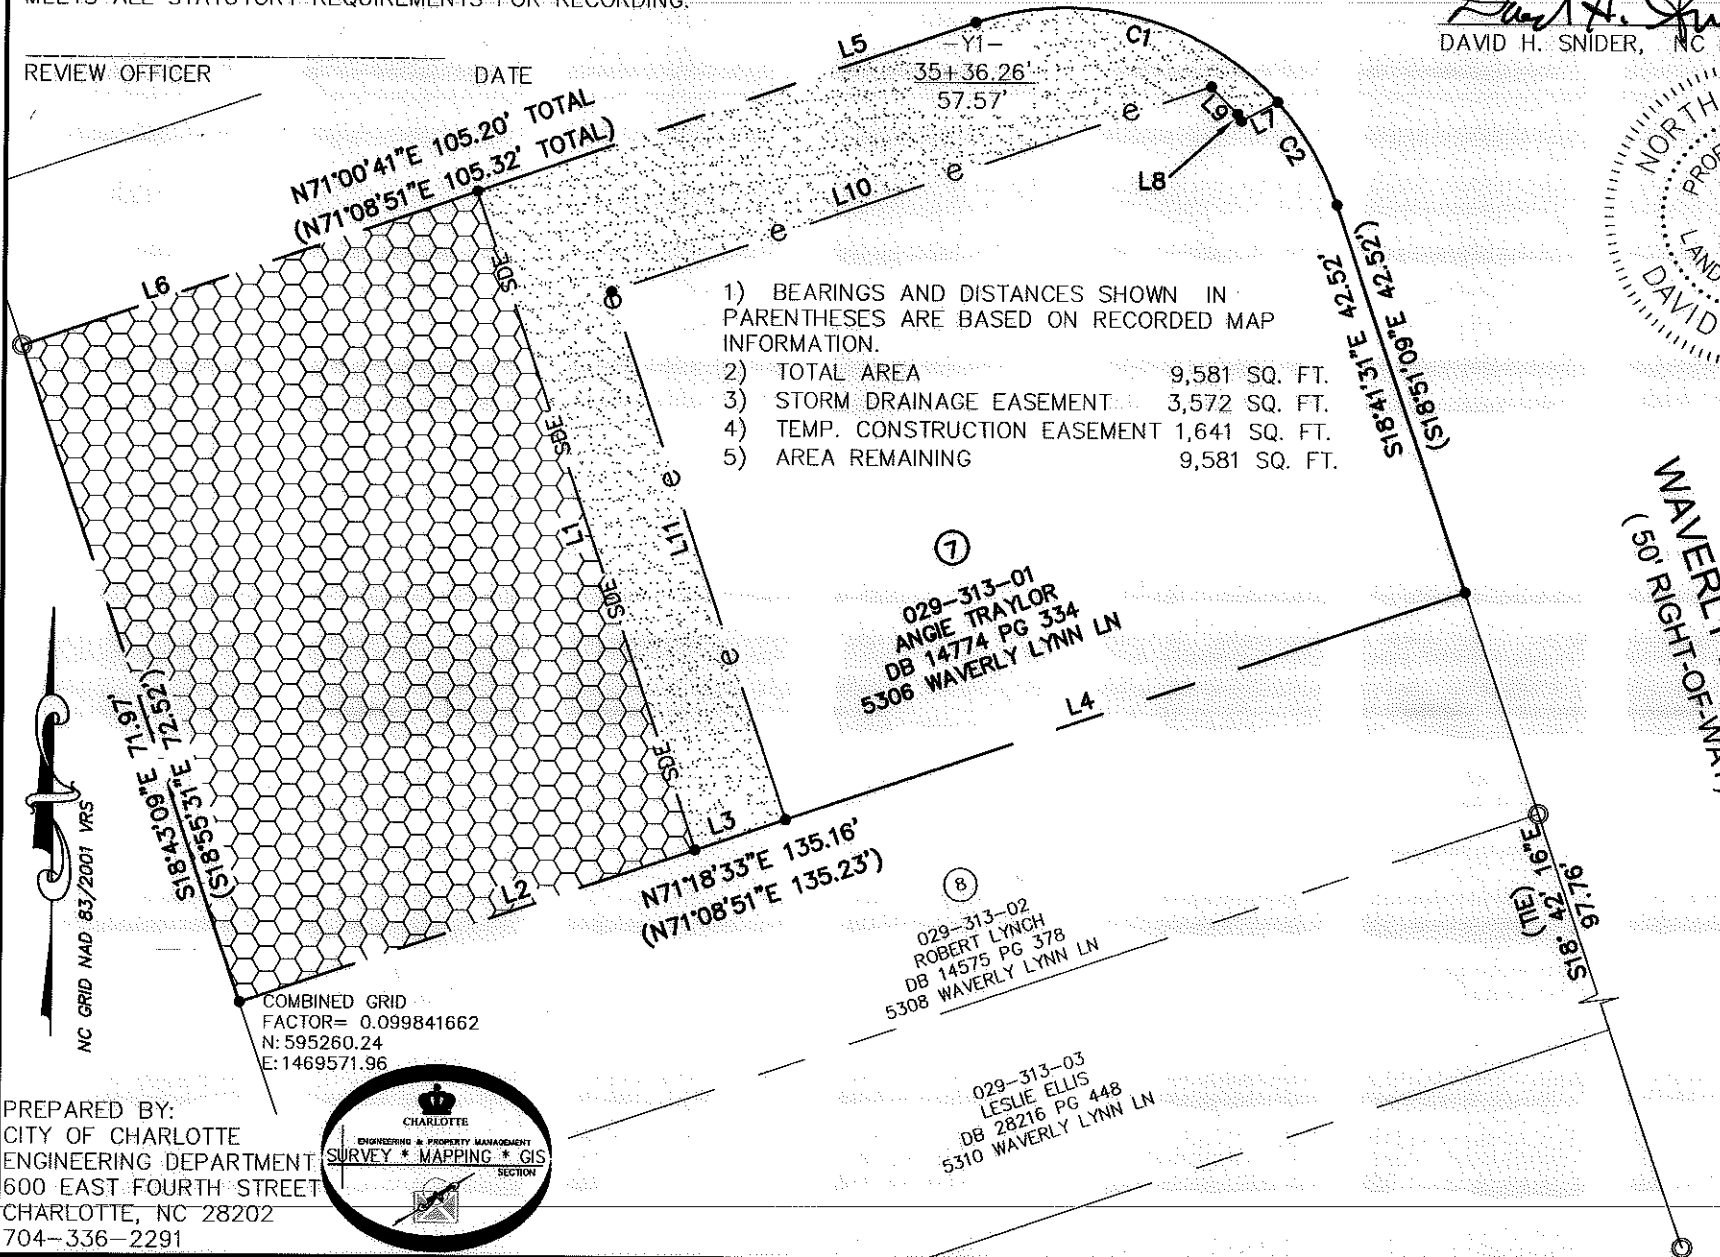 MEETS ALL STATUTORY REQUIREMENTS FOR RECORDING.
REVIEW OFFICER DATE
DAVID H. SNIDER, NC
NORTH
LAND
DAVID
L5
-Y1-
35+36.26'
57.57'
C1
L9
L7
C2
L8
N71°00'41"E 105.20' TOTAL
(N71°08'51"E 105.32' TOTAL)
e
e
L10
e
e
L6
SDE
SDE
L1
SDE
SDE
e
L11
e
1) BEARINGS AND DISTANCES SHOWN IN
PARENTHESES ARE BASED ON RECORDED MAP
INFORMATION.
2) TOTAL AREA 9,581 SQ. FT.
3) STORM DRAINAGE EASEMENT 3,572 SQ. FT.
4) TEMP. CONSTRUCTION EASEMENT 1,641 SQ. FT.
5) AREA REMAINING 9,581 SQ. FT.
S18°41'31"E 42.52'
(S18°51'09"E 42.52')
(50' RIGHT-OF-WAY)
7
029-313-01
ANGIE TRAYLOR
DB 14774 PG 334
5306 WAVERLY LYNN LN
L4
S18°43'09"E 71.97'
(S18°55'31"E 72.52')
NC GRID NAD 83/2001 VRS
L3
L2
N71°18'33"E 135.16'
(N71°08'51"E 135.23')
8
029-313-02
ROBERT LYNCH
DB 14575 PG 378
5308 WAVERLY LYNN LN
(TIE)
S18° 42' 16"E
97.76'
COMBINED GRID
FACTOR= 0.099841662
N: 595260.24
E: 1469571.96
029-313-03
LESLIE ELLIS
DB 28216 PG 448
5310 WAVERLY LYNN LN
PREPARED BY:
CITY OF CHARLOTTE
ENGINEERING DEPARTMENT
600 EAST FOURTH STREET
CHARLOTTE, NC 28202
704-336-2291
CHARLOTTE
ENGINEERING & PROPERTY MANAGEMENT
SURVEY * MAPPING * GIS
SECTION